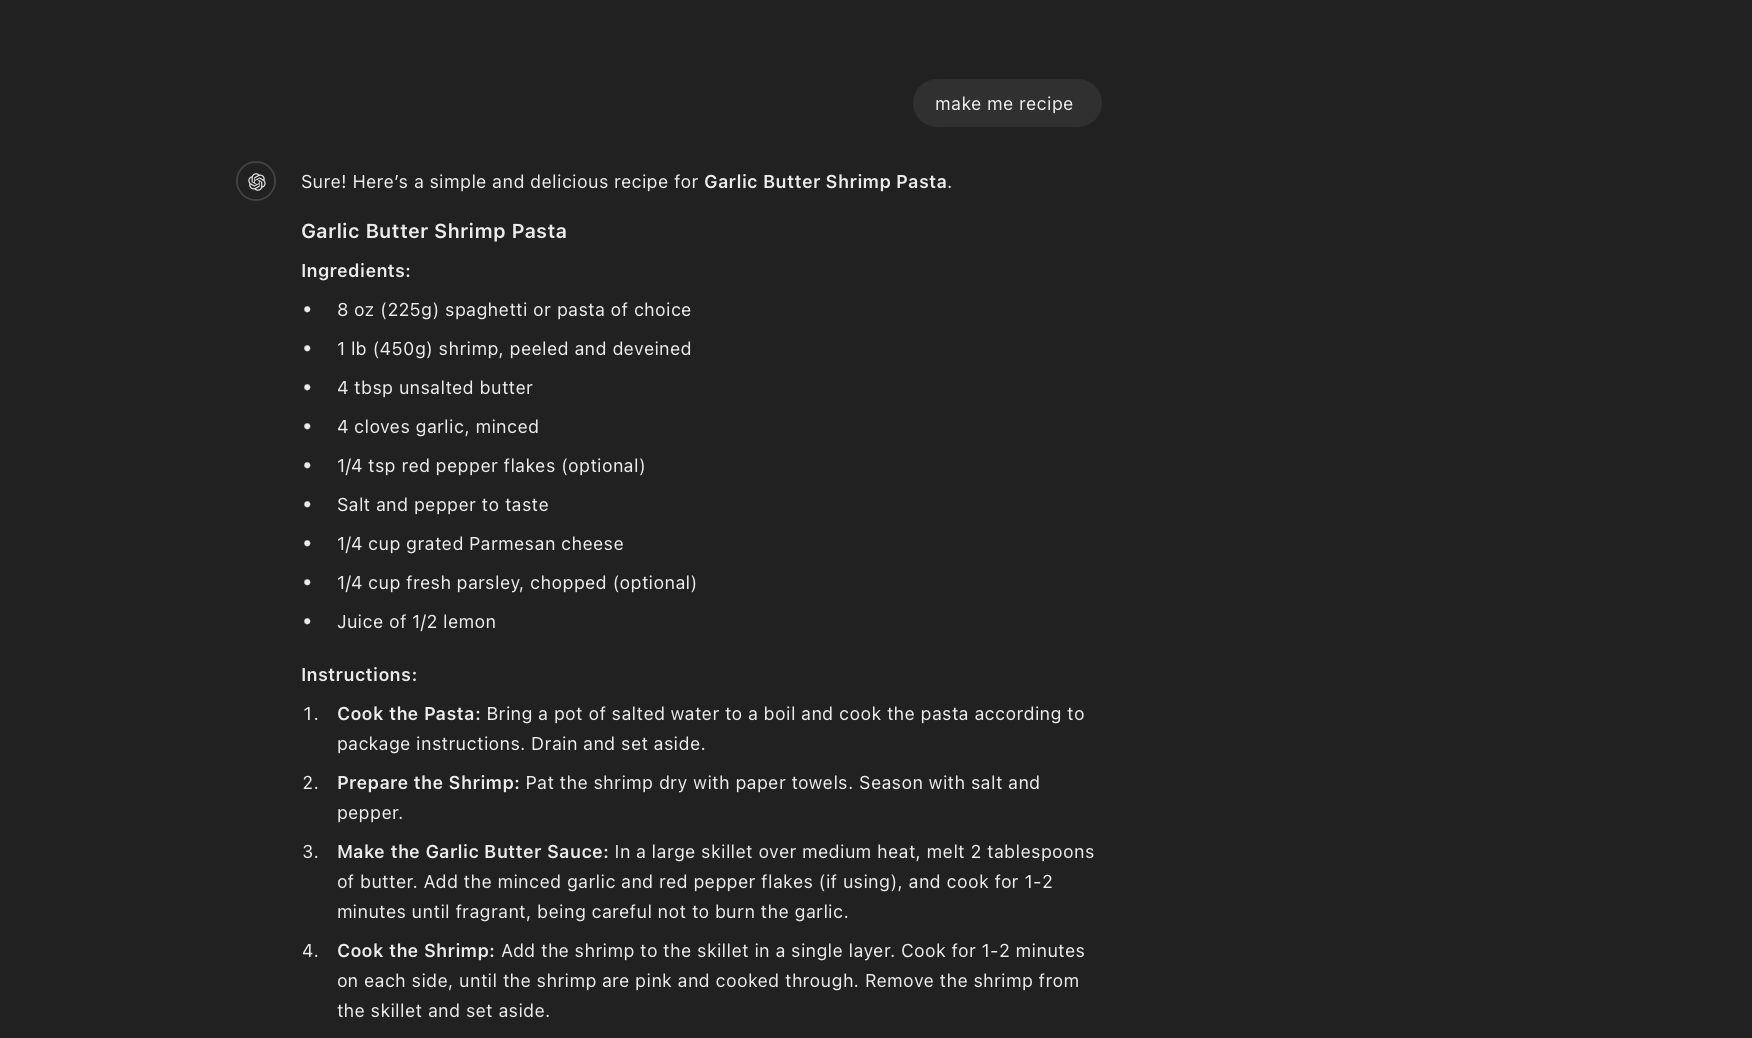 make me recipe
Sure! Here’s a simple and delicious recipe for Garlic Butter Shrimp Pasta.
Garlic Butter Shrimp Pasta
Ingredients:
• 8 oz (225g) spaghetti or pasta of choice
• 1 lb (450g) shrimp, peeled and deveined
• 4 tbsp unsalted butter
• 4 cloves garlic, minced
• 1/4 tsp red pepper flakes (optional)
• Salt and pepper to taste
• 1/4 cup grated Parmesan cheese
• 1/4 cup fresh parsley, chopped (optional)
• Juice of 1/2 lemon
Instructions:
1. Cook the Pasta: Bring a pot of salted water to a boil and cook the pasta according to
package instructions. Drain and set aside.
2. Prepare the Shrimp: Pat the shrimp dry with paper towels. Season with salt and
pepper.
3. Make the Garlic Butter Sauce: In a large skillet over medium heat, melt 2 tablespoons
of butter. Add the minced garlic and red pepper flakes (if using), and cook for 1-2
minutes until fragrant, being careful not to burn the garlic.
4. Cook the Shrimp: Add the shrimp to the skillet in a single layer. Cook for 1-2 minutes
on each side, until the shrimp are pink and cooked through. Remove the shrimp from
the skillet and set aside.